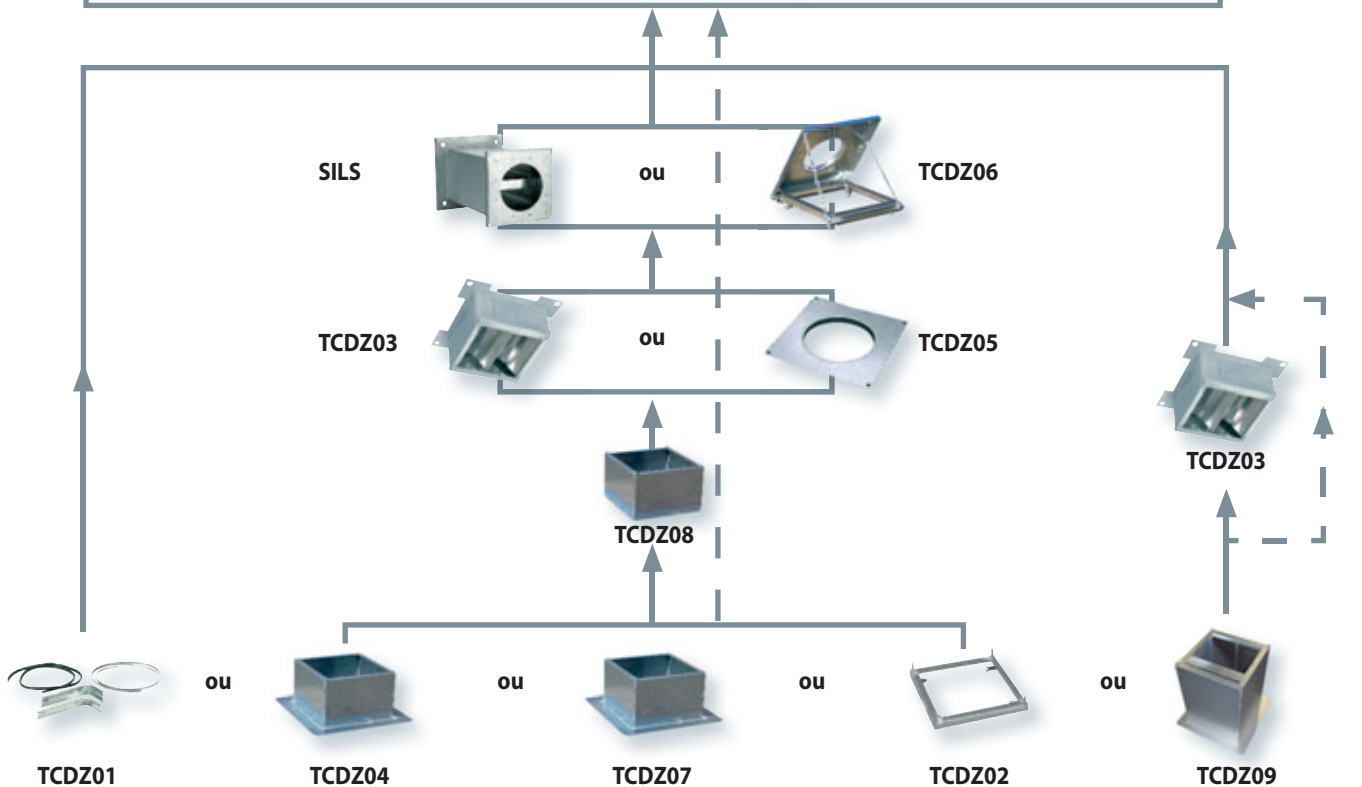 SILS ou TCDZ06
TCDZ03 ou TCDZ05
TCDZ03
TCDZ08
ou ou ou ou
TCDZ01 TCDZ04 TCDZ07 TCDZ02 TCDZ09